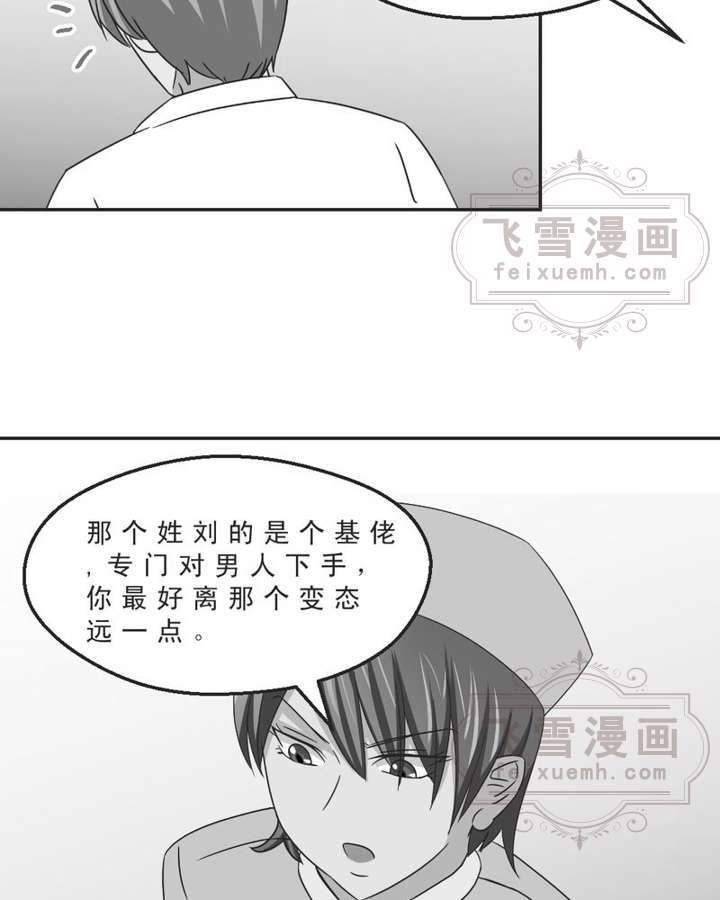 飞雪漫画
feixuemh.com
那个姓刘的是个基佬
,专门对男人下手，
你最好离那个变态
远一点。
飞雪漫画
feixuemh.com